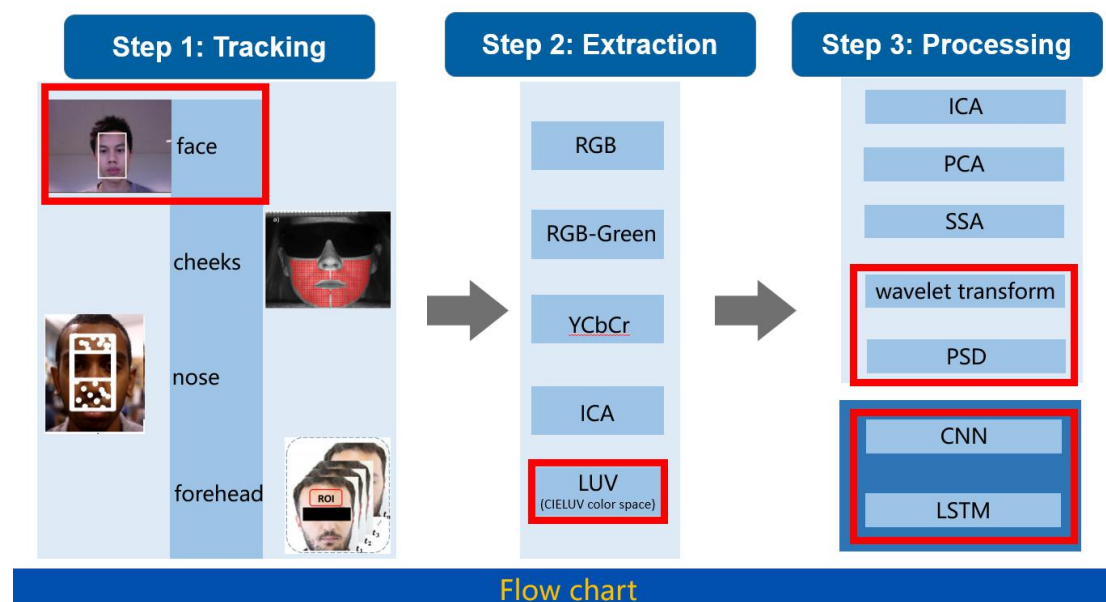 Step 1: Tracking
face
cheeks
a)
nose
forehead
ROI
Step 2: Extraction
RGB
RGB-Green
YCbCr
ICA
LUV
(CIELUV color space)
Step 3: Processing
ICA
PCA
SSA
wavelet transform
PSD
CNN
LSTM
Flow chart